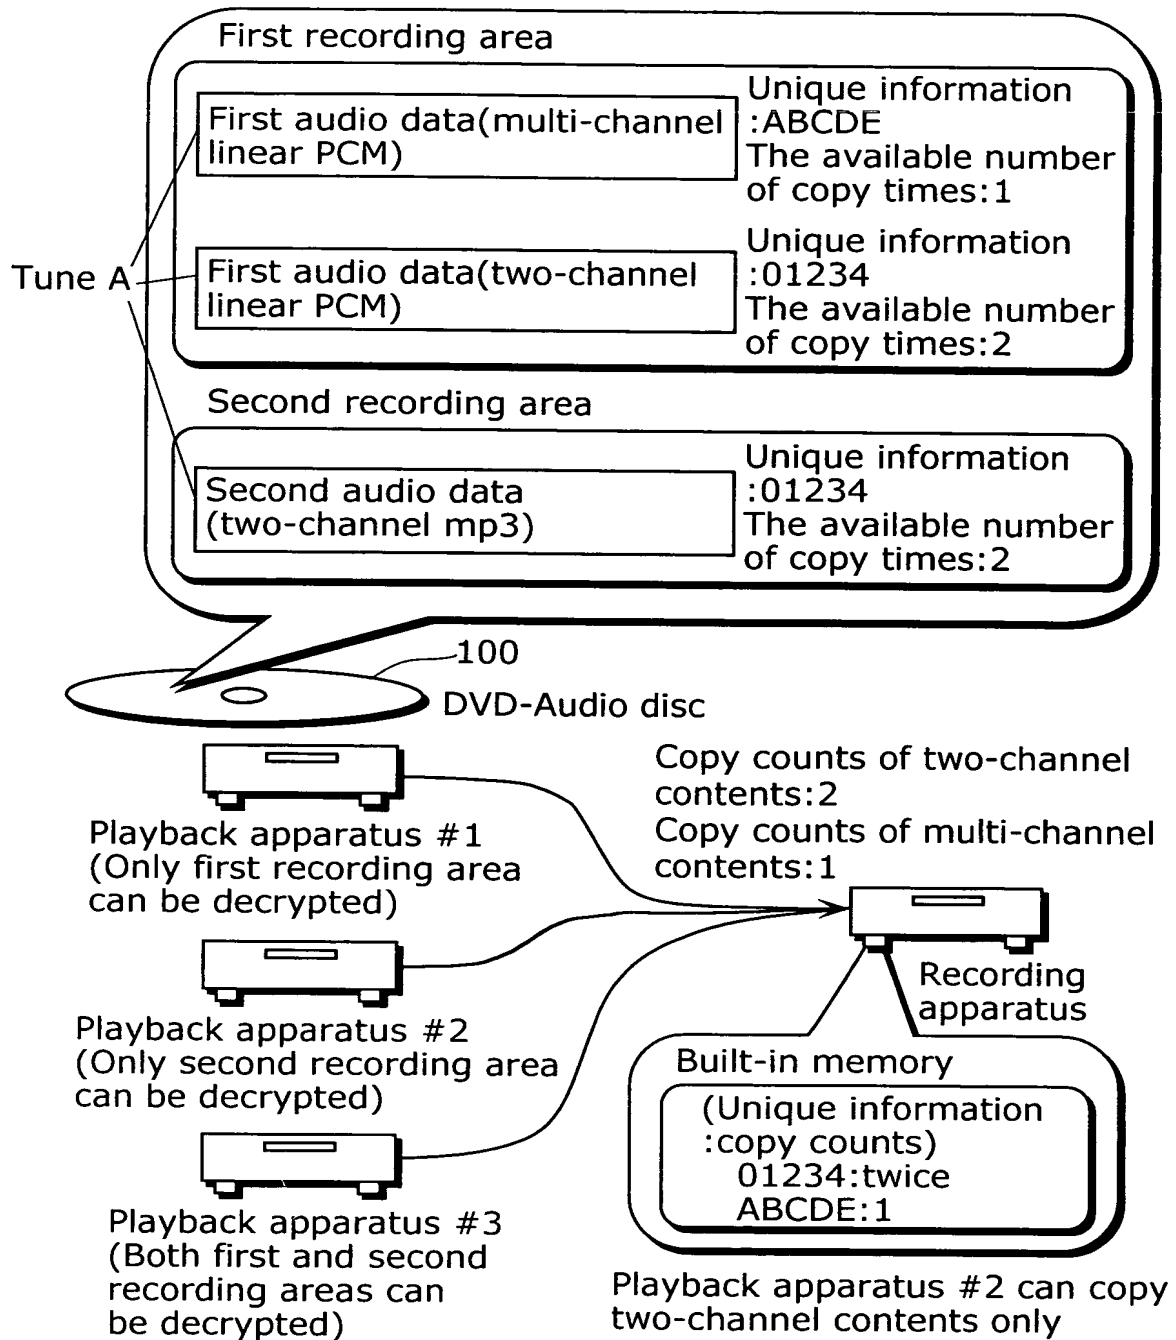 First recording area
First audio data(multi-channel
linear PCM)
Unique information
:ABCDE
The available number
of copy times:1
Tune A
First audio data(two-channel
linear PCM)
Unique information
:01234
The available number
of copy times:2
Second recording area
Second audio data
(two-channel mp3)
Unique information
:01234
The available number
of copy times:2
100
DVD-Audio disc
Playback apparatus #1
(Only first recording area
can be decrypted)
Copy counts of two-channel
contents:2
Copy counts of multi-channel
contents:1
Recording
apparatus
Playback apparatus #2
(Only second recording area
can be decrypted)
Built-in memory
(Unique information
:copy counts)
01234:twice
ABCDE:1
Playback apparatus #3
(Both first and second
recording areas can
be decrypted)
Playback apparatus #2 can copy
two-channel contents only